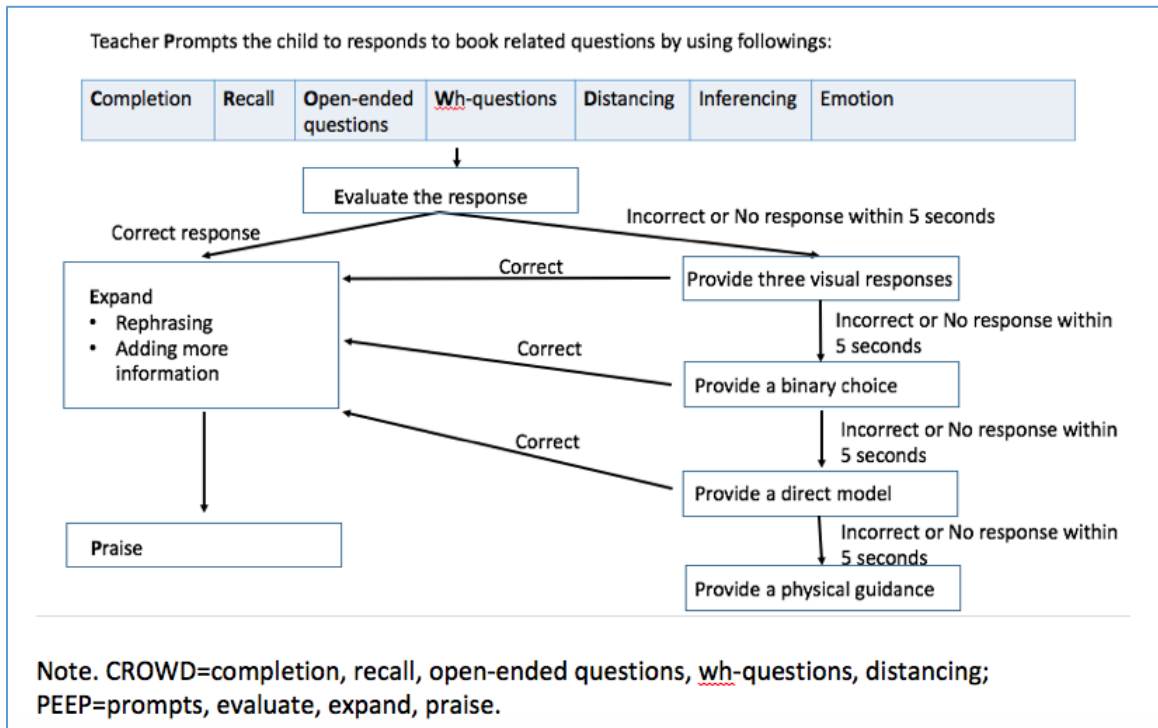 Teacher Prompts the child to responds to book related questions by using followings:
Completion
Recall
Open-ended
questions
Wh-questions
Distancing
Inferencing
Emotion
Evaluate the response
Correct response
Incorrect or No response within 5 seconds
Expand
• Rephrasing
• Adding more
information
Correct
Provide three visual responses
Incorrect or No response within
5 seconds
Correct
Provide a binary choice
Incorrect or No response within
5 seconds
Correct
Provide a direct model
Incorrect or No response within
5 seconds
Praise
Provide a physical guidance
Note. CROWD=completion, recall, open-ended questions, wh-questions, distancing;
PEEP=prompts, evaluate, expand, praise.